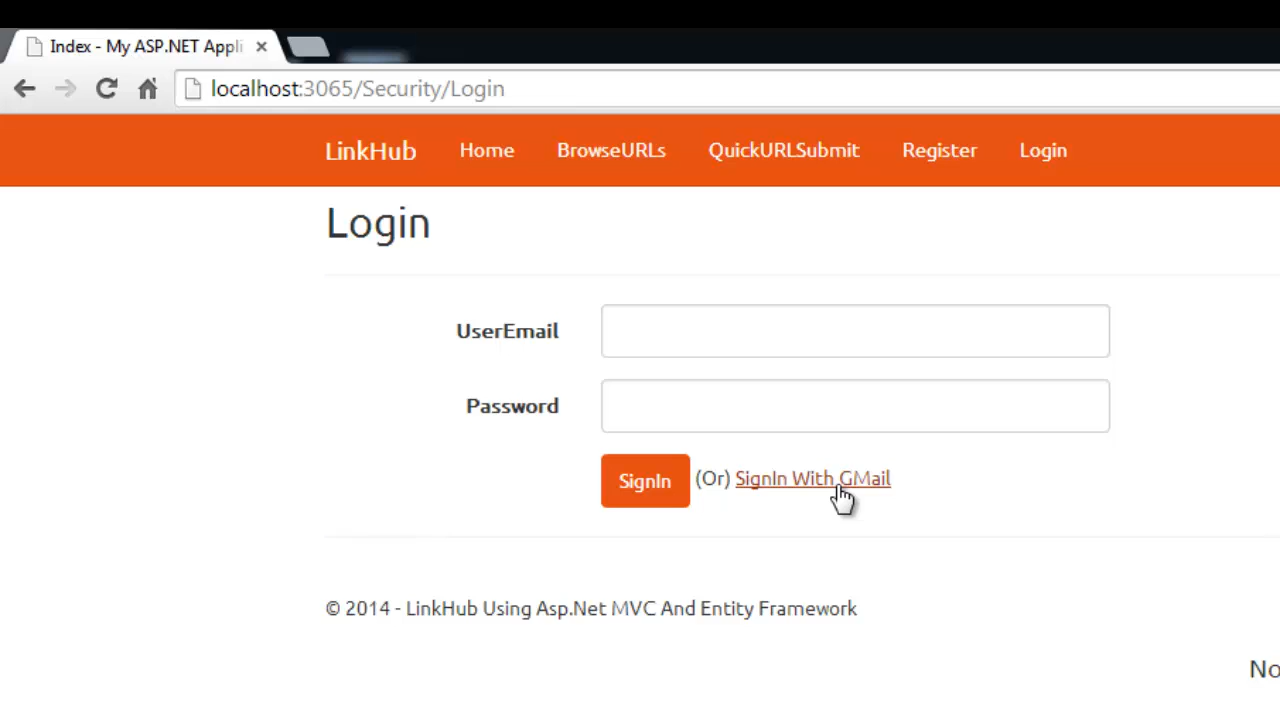 Index - My ASP.NET Appli
localhost:3065/Security/Login
LinkHub Home BrowseURLs QuickURLSubmit Register Login
Login
UserEmail
Password
SignIn (Or) SignIn With GMail
© 2014 - LinkHub Using Asp.Net MVC And Entity Framework
No